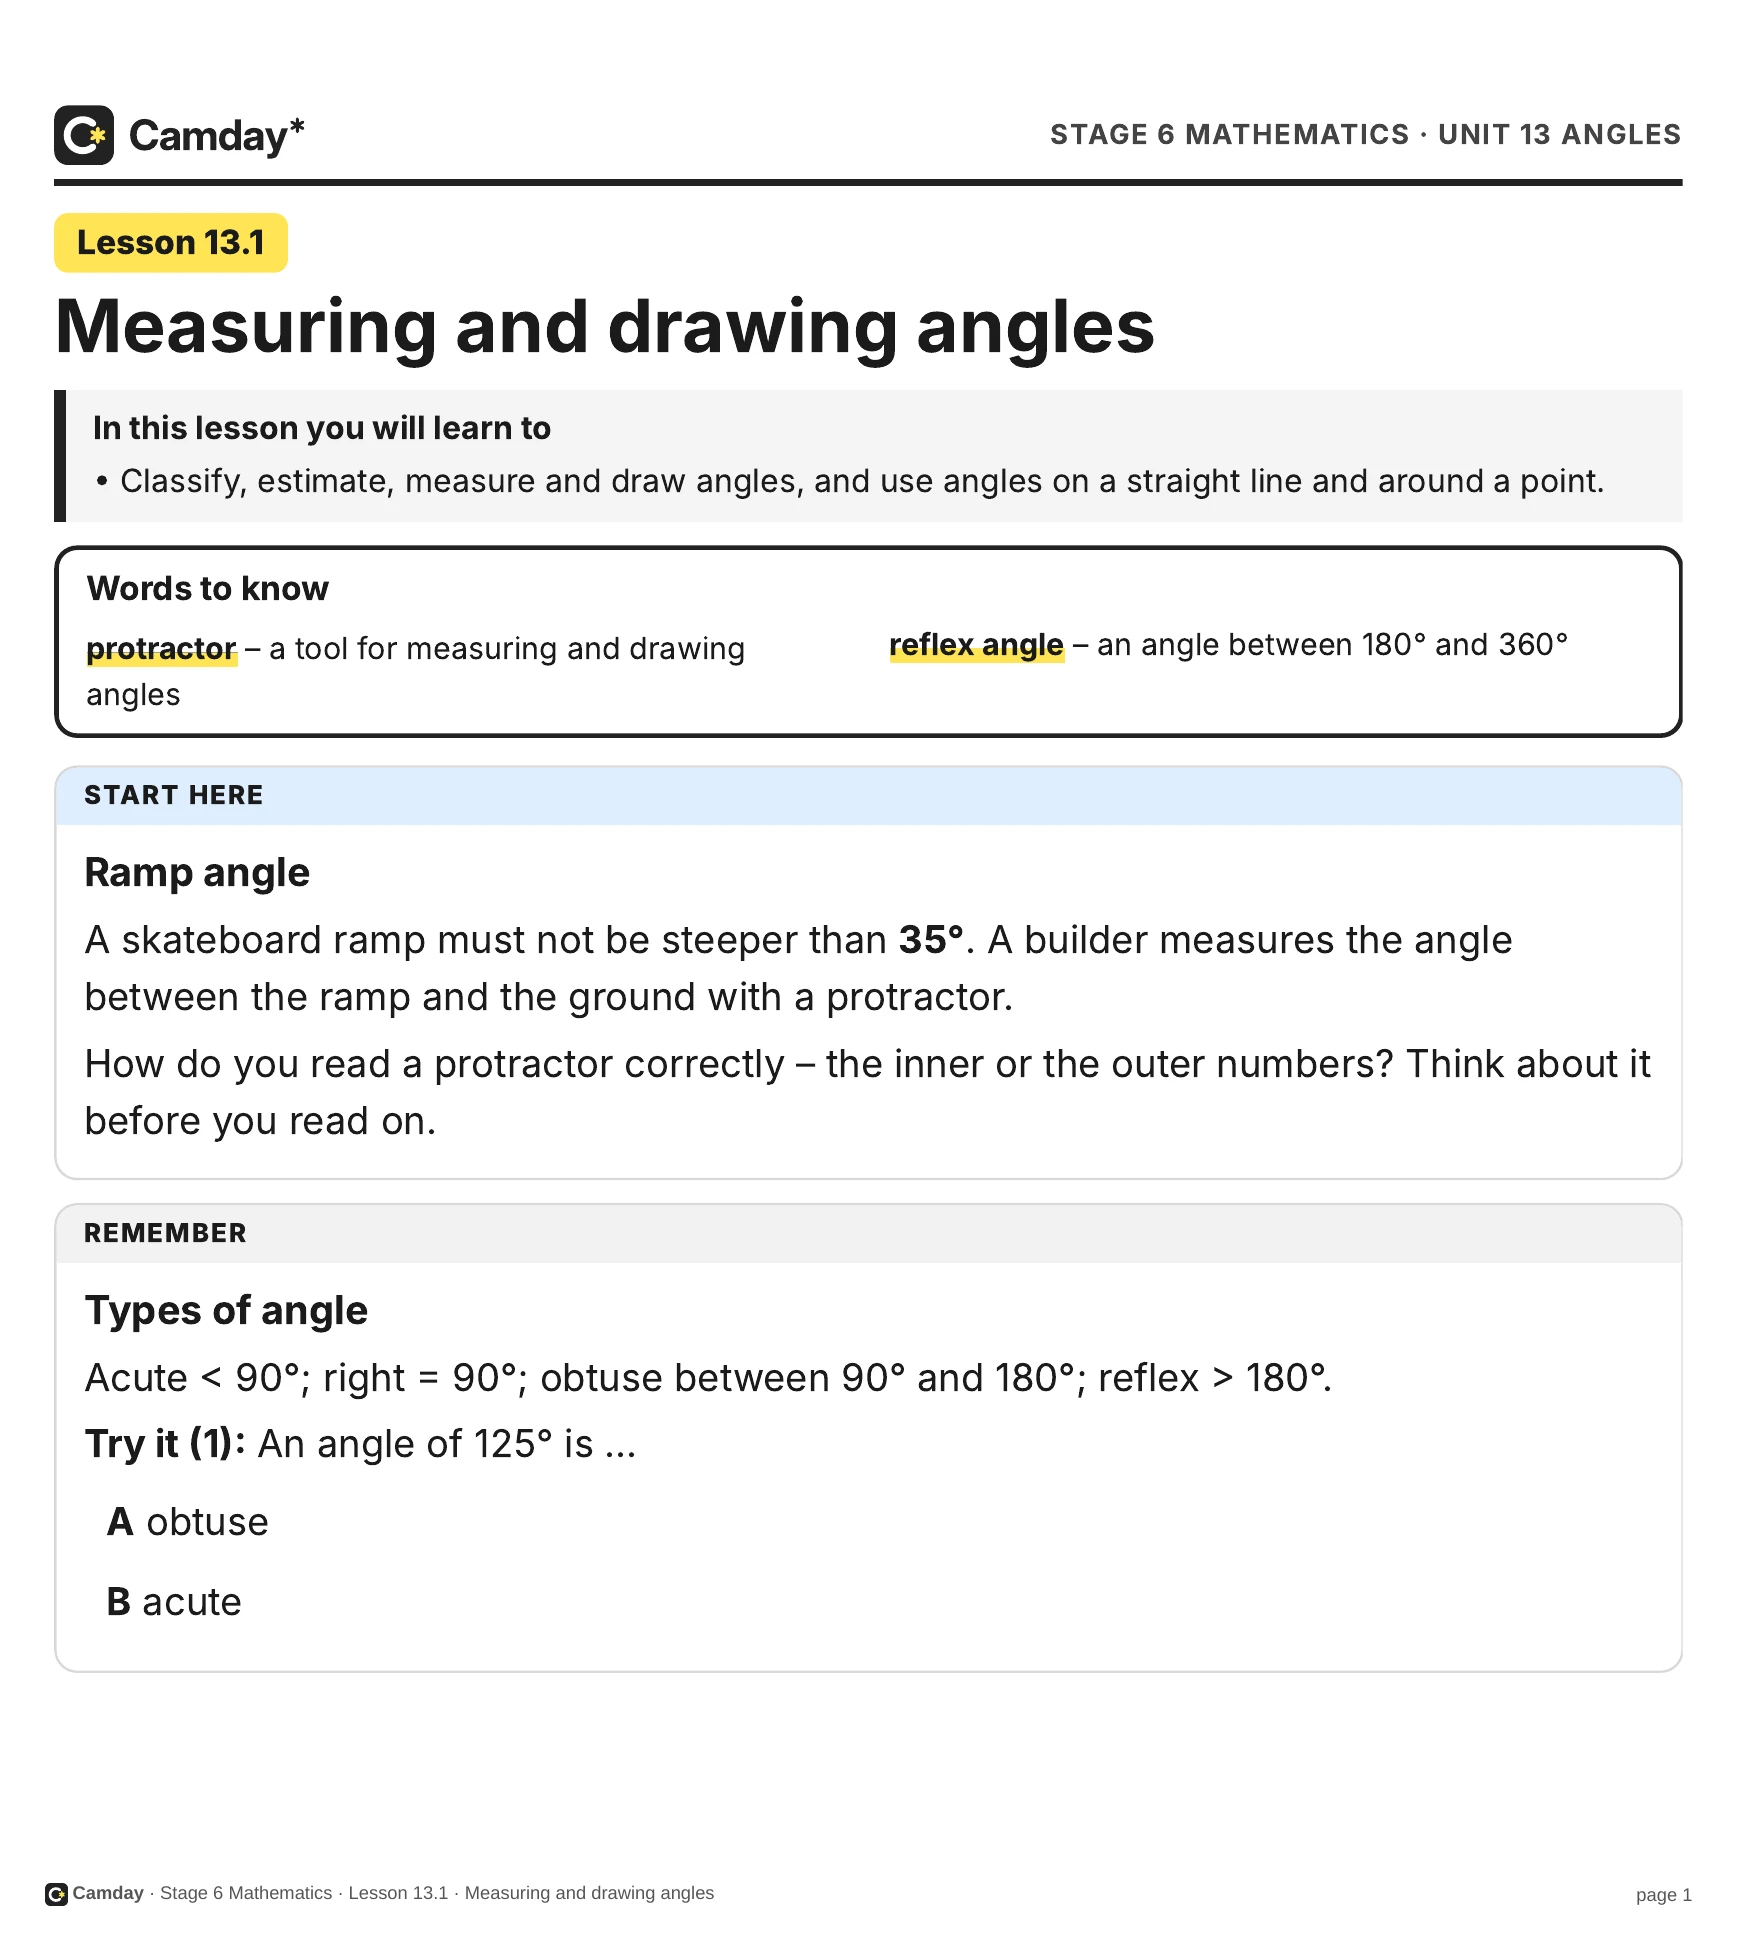 Camday*
STAGE 6 MATHEMATICS · UNIT 13 ANGLES
Lesson 13.1
Measuring and drawing angles
In this lesson you will learn to
• Classify, estimate, measure and draw angles, and use angles on a straight line and around a point.
Words to know
protractor – a tool for measuring and drawing
angles
reflex angle – an angle between 180° and 360°
START HERE
Ramp angle
A skateboard ramp must not be steeper than 35°. A builder measures the angle
between the ramp and the ground with a protractor.
How do you read a protractor correctly – the inner or the outer numbers? Think about it
before you read on.
REMEMBER
Types of angle
Acute < 90°; right = 90°; obtuse between 90° and 180°; reflex > 180°.
Try it (1): An angle of 125° is ...
A obtuse
B acute
Camday · Stage 6 Mathematics · Lesson 13.1 · Measuring and drawing angles
page 1